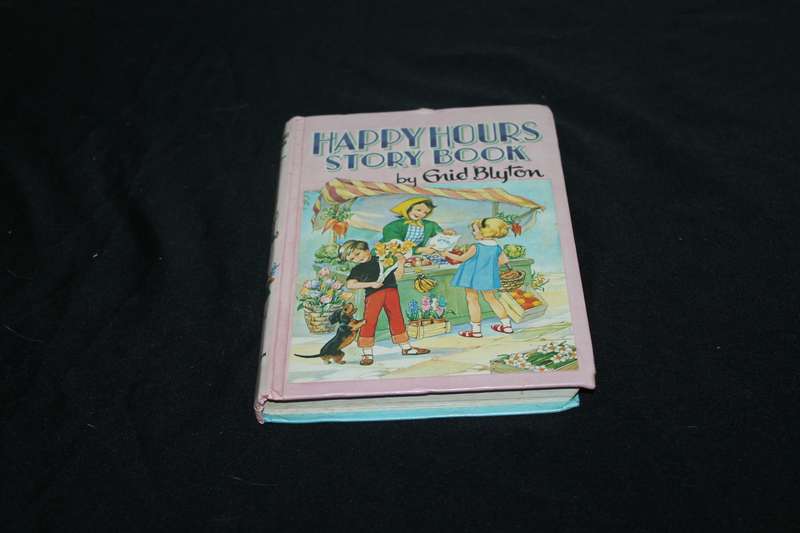 HAPPY HOURS
STORY BOOK
by Enid Blyton